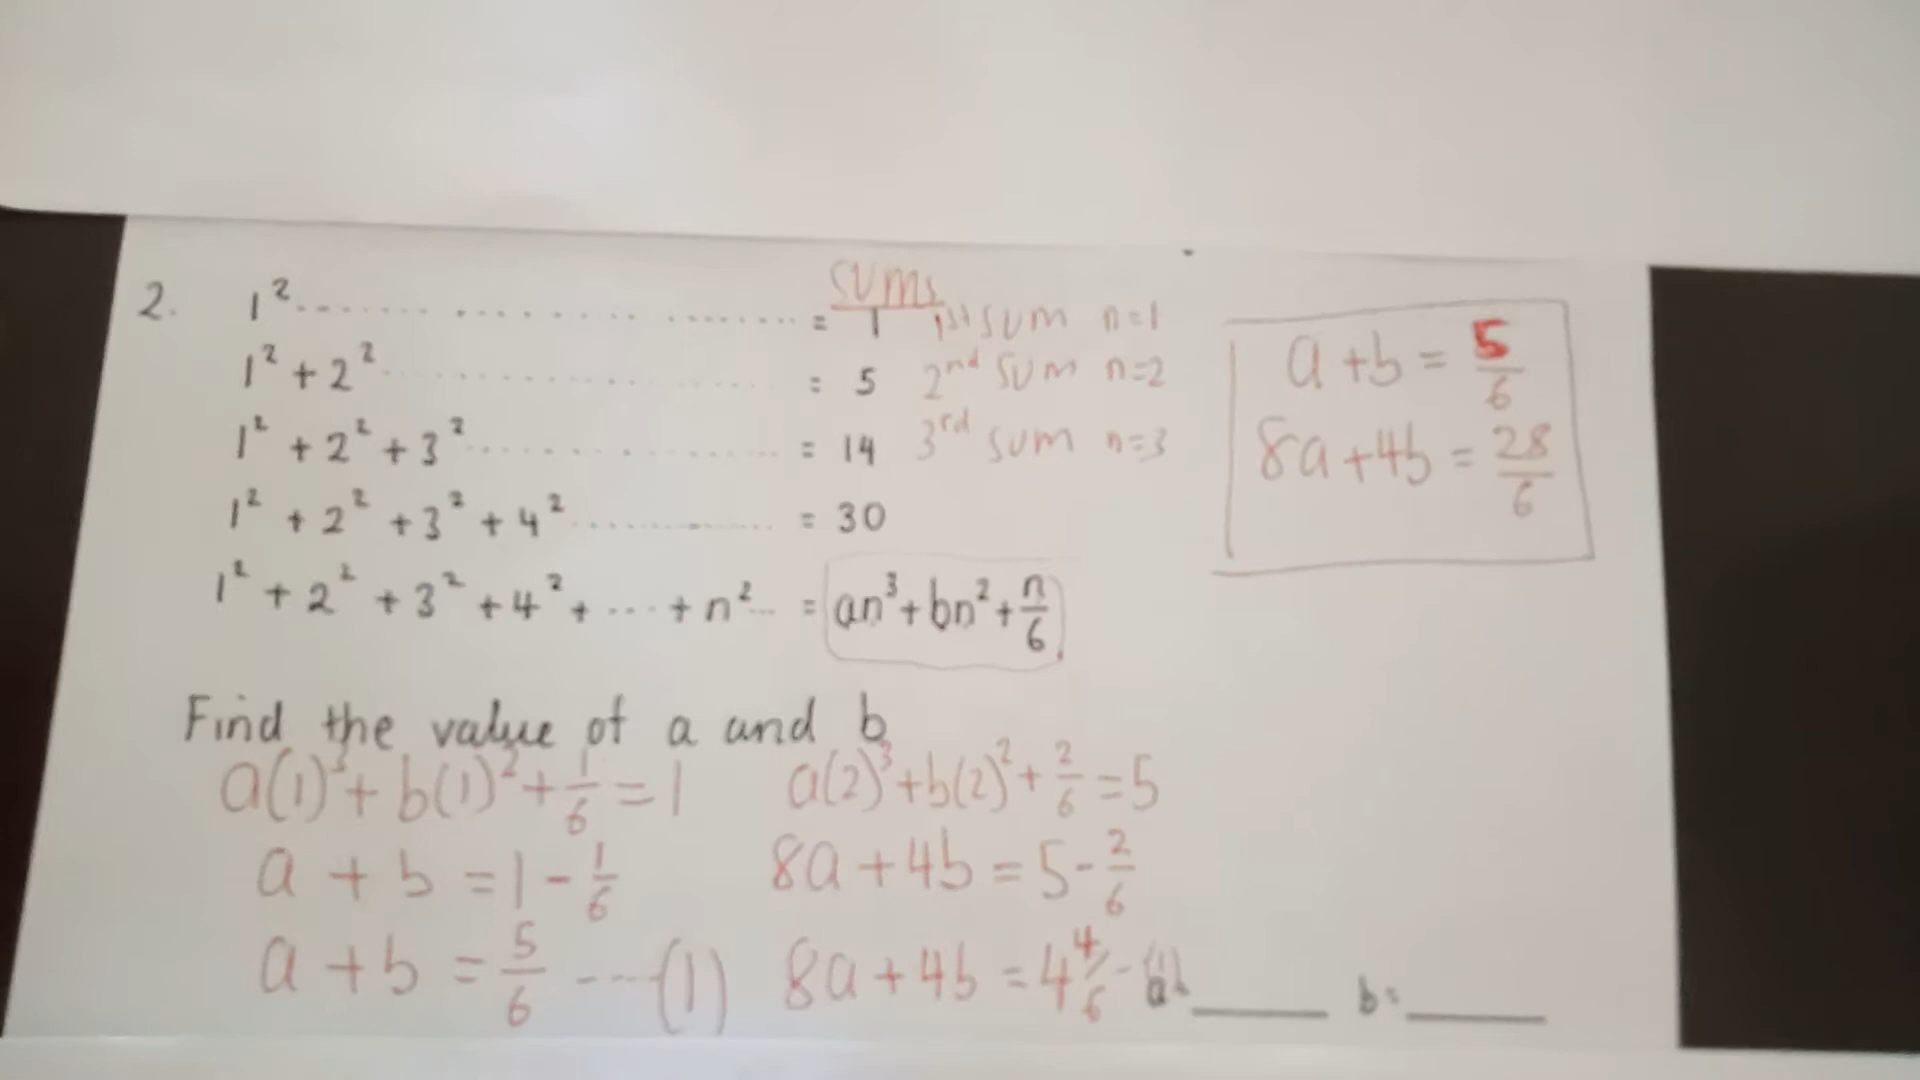 sums
2. 1² ............................ = 1 1st sum n=1
1² + 2² ............................ = 5 2nd sum n=2
1² + 2² + 3² ...................... = 14 3rd sum n=3
1² + 2² + 3² + 4² ............... = 30
1² + 2² + 3² + 4² + ... + n² ... = an³ + bn² + n/6
a + b = 5/6
8a + 4b = 28/6
Find the value of a and b
a(1)³ + b(1)² + 1/6 = 1
a + b = 1 - 1/6
a + b = 5/6 ----(1)
a(2)³ + b(2)² + 2/6 = 5
8a + 4b = 5 - 2/6
8a + 4b = 4 4/6 -
a = ______ b = ______